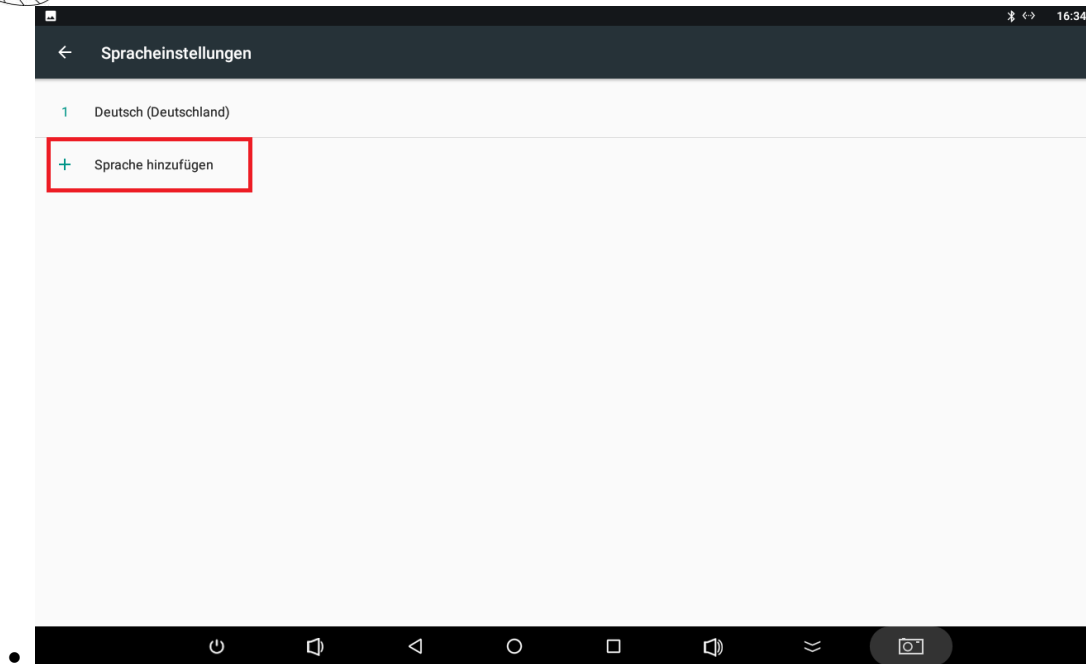 16:34
Spracheinstellungen
1 Deutsch (Deutschland)
+ Sprache hinzufügen